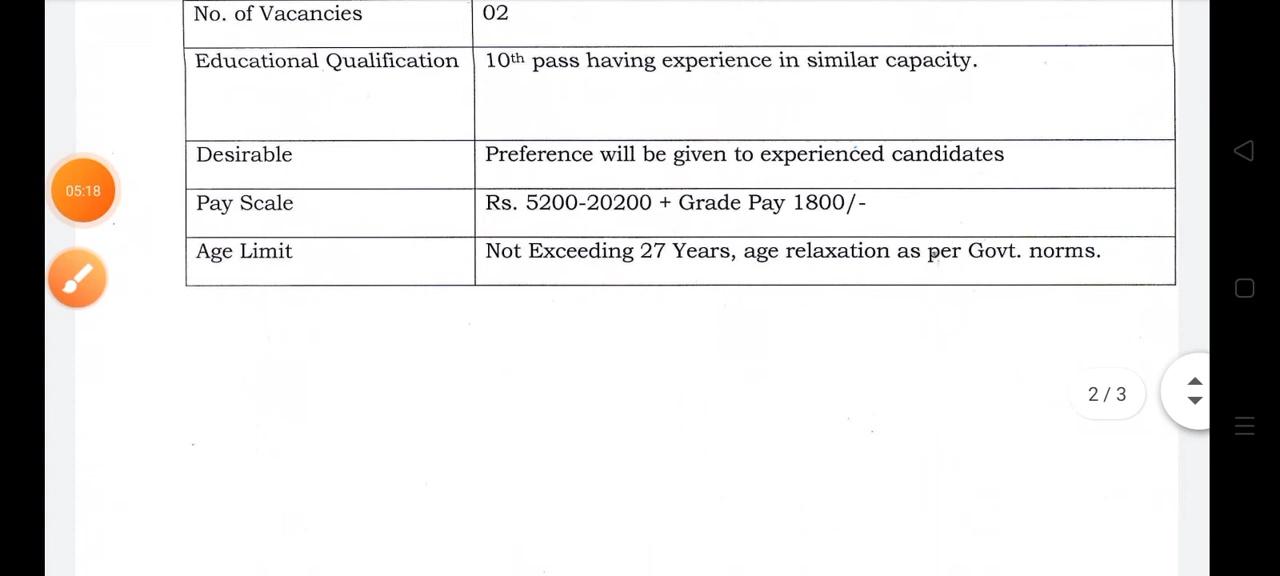 No. of Vacancies 02
Educational Qualification 10th pass having experience in similar capacity.
Desirable Preference will be given to experienced candidates
Pay Scale Rs. 5200-20200 + Grade Pay 1800/-
Age Limit Not Exceeding 27 Years, age relaxation as per Govt. norms.
05:18
2 / 3